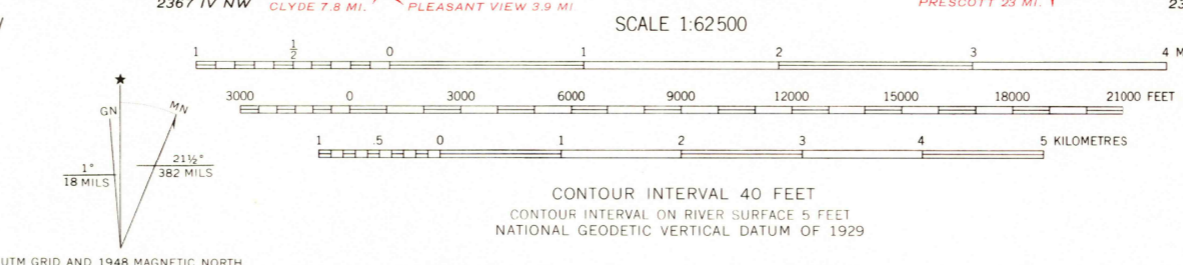 2367 IV NW CLYDE 7.8 MI. PLEASANT VIEW 3.9 MI PRESCOTT 23 MI. 23
SCALE 1:62500
1 1/2 0 1 2 3 4 M
3000 0 3000 6000 9000 12000 15000 18000 21000 FEET
1 .5 0 1 2 3 4 5 KILOMETRES
★
GN MN
1° 21½°
18 MILS 382 MILS
CONTOUR INTERVAL 40 FEET
CONTOUR INTERVAL ON RIVER SURFACE 5 FEET
NATIONAL GEODETIC VERTICAL DATUM OF 1929
UTM GRID AND 1948 MAGNETIC NORTH